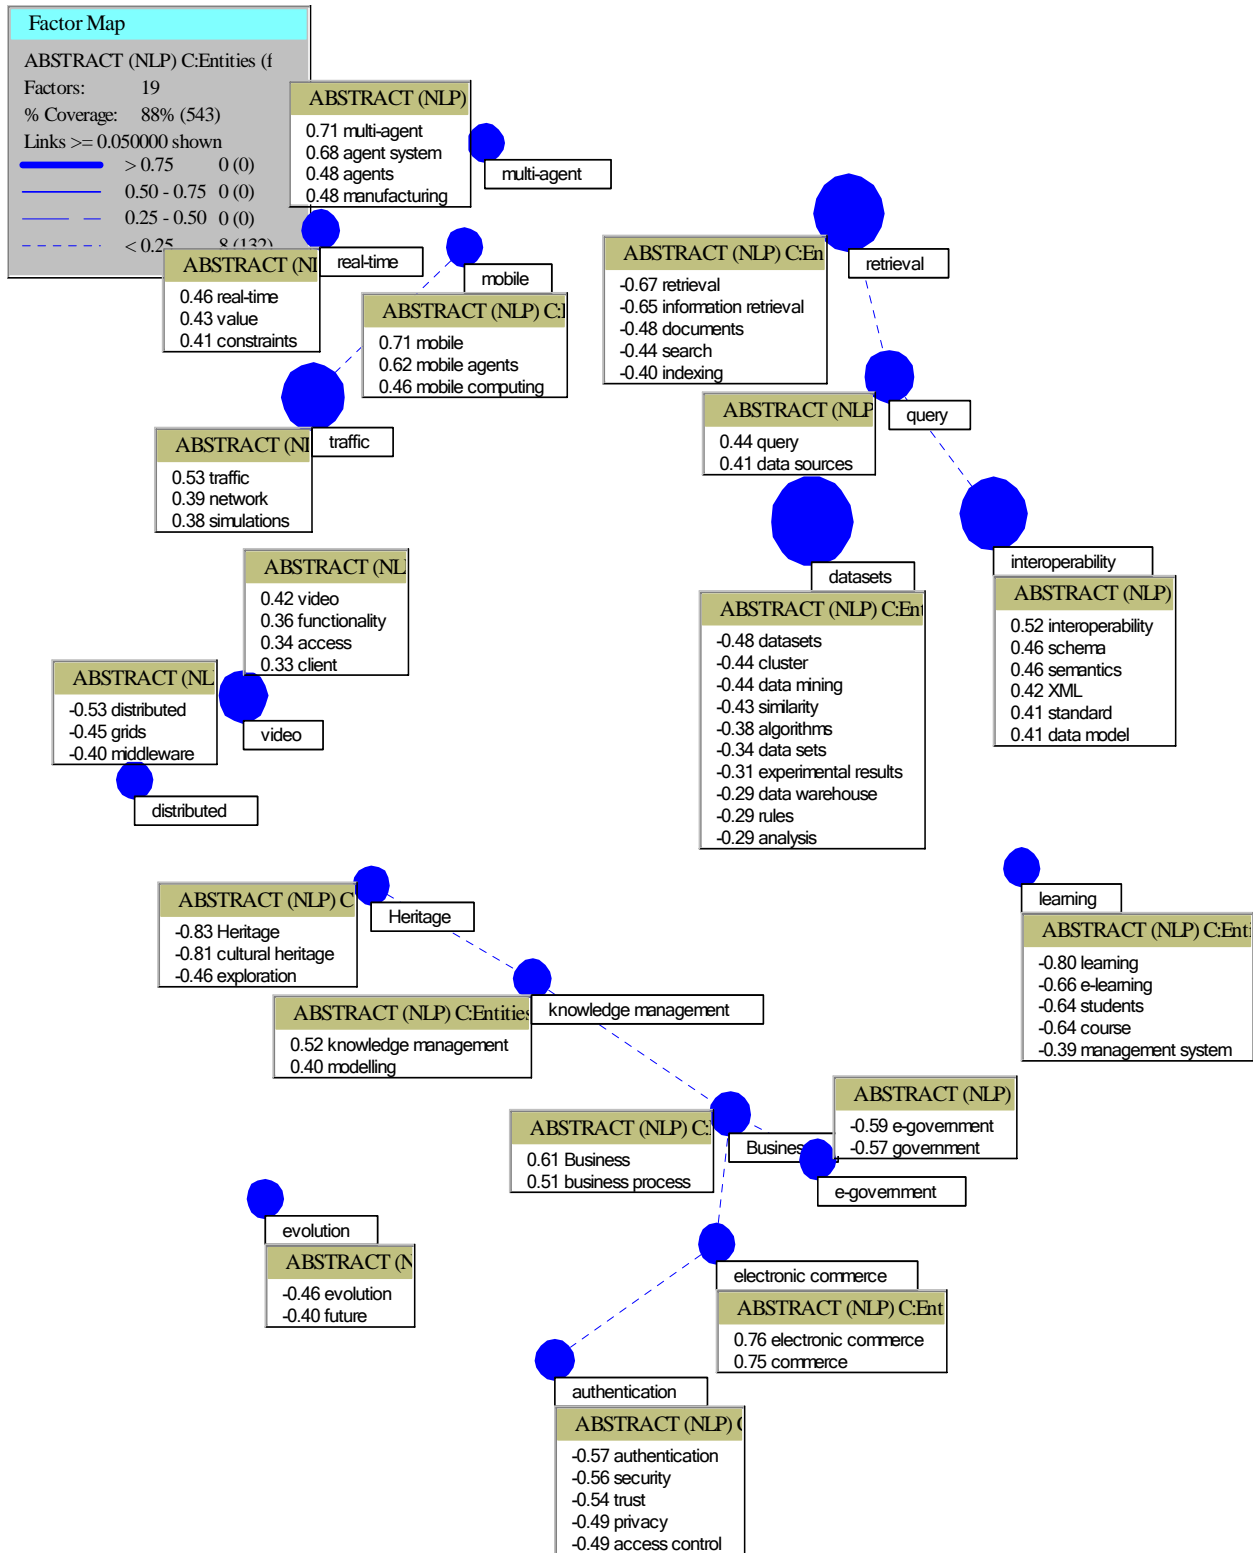 Factor Map
ABSTRACT (NLP) C:Entities (f
Factors: 19
% Coverage: 88% (543)
Links >= 0.050000 shown
> 0.75 0 (0)
0.50 - 0.75 0 (0)
0.25 - 0.50 0 (0)
< 0.25 8 (132)
ABSTRACT (NLP)
0.71 multi-agent
0.68 agent system
0.48 agents
0.48 manufacturing
multi-agent
real-time
ABSTRACT (NI
0.46 real-time
0.43 value
0.41 constraints
mobile
ABSTRACT (NLP) C:I
0.71 mobile
0.62 mobile agents
0.46 mobile computing
traffic
ABSTRACT (NI
0.53 traffic
0.39 network
0.38 simulations
retrieval
ABSTRACT (NLP) C:En
-0.67 retrieval
-0.65 information retrieval
-0.48 documents
-0.44 search
-0.40 indexing
query
ABSTRACT (NLP
0.44 query
0.41 data sources
interoperability
ABSTRACT (NLP)
0.52 interoperability
0.46 schema
0.46 semantics
0.42 XML
0.41 standard
0.41 data model
datasets
ABSTRACT (NLP) C:Ent
-0.48 datasets
-0.44 cluster
-0.44 data mining
-0.43 similarity
-0.38 algorithms
-0.34 data sets
-0.31 experimental results
-0.29 data warehouse
-0.29 rules
-0.29 analysis
ABSTRACT (NLI
0.42 video
0.36 functionality
0.34 access
0.33 client
video
ABSTRACT (NL
-0.53 distributed
-0.45 grids
-0.40 middleware
distributed
learning
ABSTRACT (NLP) C:Enti
-0.80 learning
-0.66 e-learning
-0.64 students
-0.64 course
-0.39 management system
Heritage
ABSTRACT (NLP) C
-0.83 Heritage
-0.81 cultural heritage
-0.46 exploration
knowledge management
ABSTRACT (NLP) C:Entities
0.52 knowledge management
0.40 modelling
Business
ABSTRACT (NLP) C:
0.61 Business
0.51 business process
ABSTRACT (NLP)
-0.59 e-government
-0.57 government
e-government
evolution
ABSTRACT (N
-0.46 evolution
-0.40 future
electronic commerce
ABSTRACT (NLP) C:Ent
0.76 electronic commerce
0.75 commerce
authentication
ABSTRACT (NLP) C
-0.57 authentication
-0.56 security
-0.54 trust
-0.49 privacy
-0.49 access control